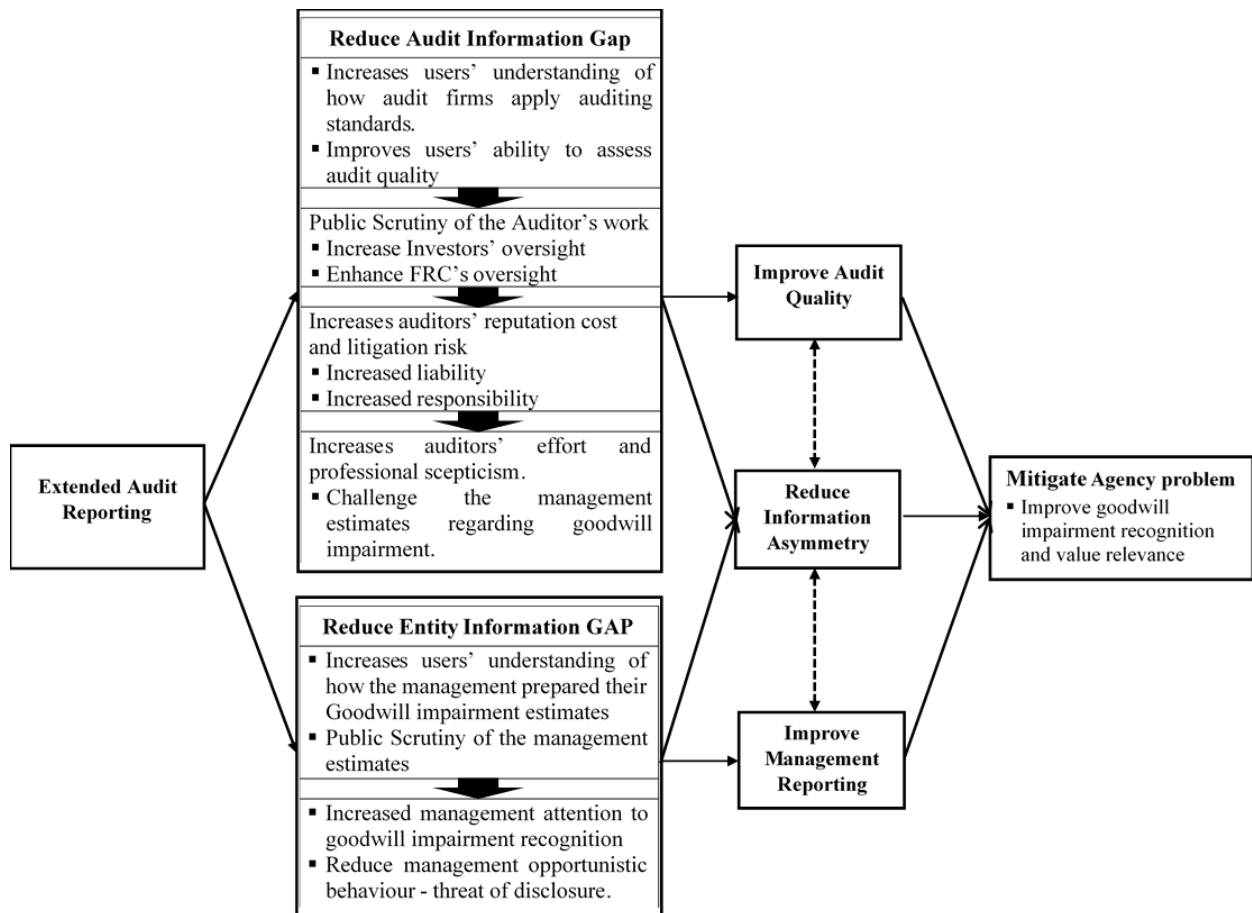 Extended Audit
Reporting
Reduce Audit Information Gap
▪ Increases users’ understanding of
how audit firms apply auditing
standards.
▪ Improves users’ ability to assess
audit quality
Public Scrutiny of the Auditor’s work
▪ Increase Investors’ oversight
▪ Enhance FRC’s oversight
Increases auditors’ reputation cost
and litigation risk
▪ Increased liability
▪ Increased responsibility
Increases auditors’ effort and
professional scepticism.
▪ Challenge the management
estimates regarding goodwill
impairment.
Reduce Entity Information GAP
▪ Increases users’ understanding of
how the management prepared their
Goodwill impairment estimates
▪ Public Scrutiny of the management
estimates
▪ Increased management attention to
goodwill impairment recognition
▪ Reduce management opportunistic
behaviour - threat of disclosure.
Improve Audit
Quality
Reduce
Information
Asymmetry
Improve
Management
Reporting
Mitigate Agency problem
▪ Improve goodwill
impairment recognition
and value relevance